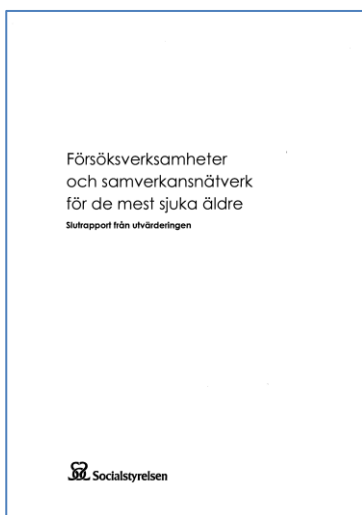 Försöksverksamheter
och samverkansnätverk
för de mest sjuka äldre
Slutrapport från utvärderingen
Socialstyrelsen